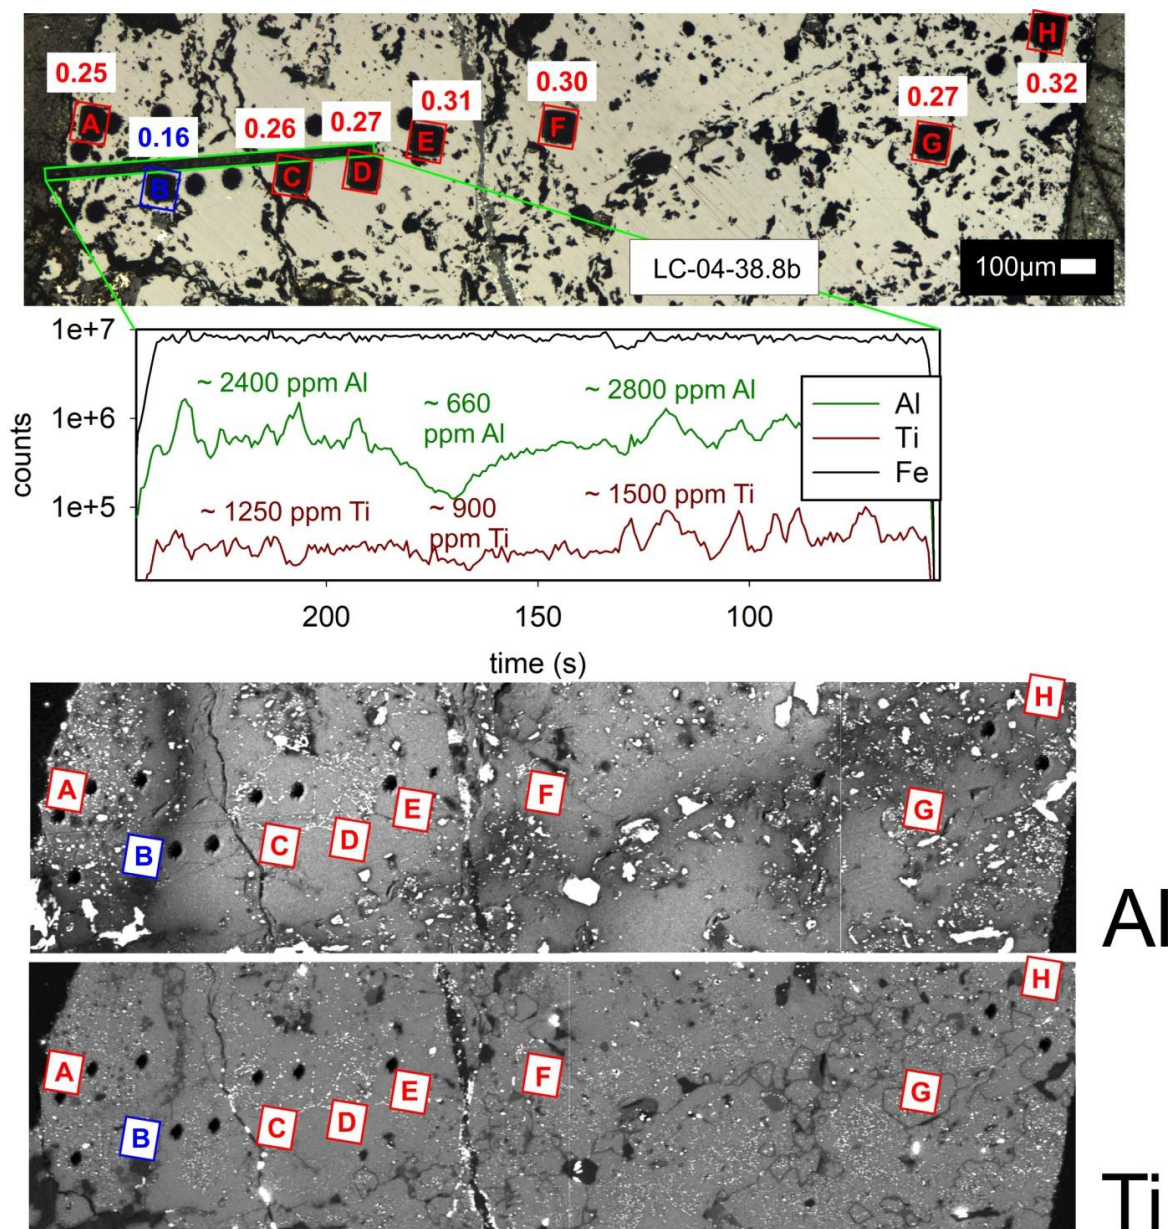 H
0.25
0.30
0.31
0.27
0.32
0.16
0.26
0.27
A
E
F
G
B
C
D
LC-04-38.8b
100µm
1e+7
~ 2400 ppm Al
~ 660
ppm Al
~ 2800 ppm Al
1e+6
counts
Al
Ti
Fe
1e+5
~ 1250 ppm Ti
~ 900
ppm Ti
~ 1500 ppm Ti
200
150
100
time (s)
H
A
E
F
G
B
C
D
Al
H
A
E
F
G
B
C
D
Ti